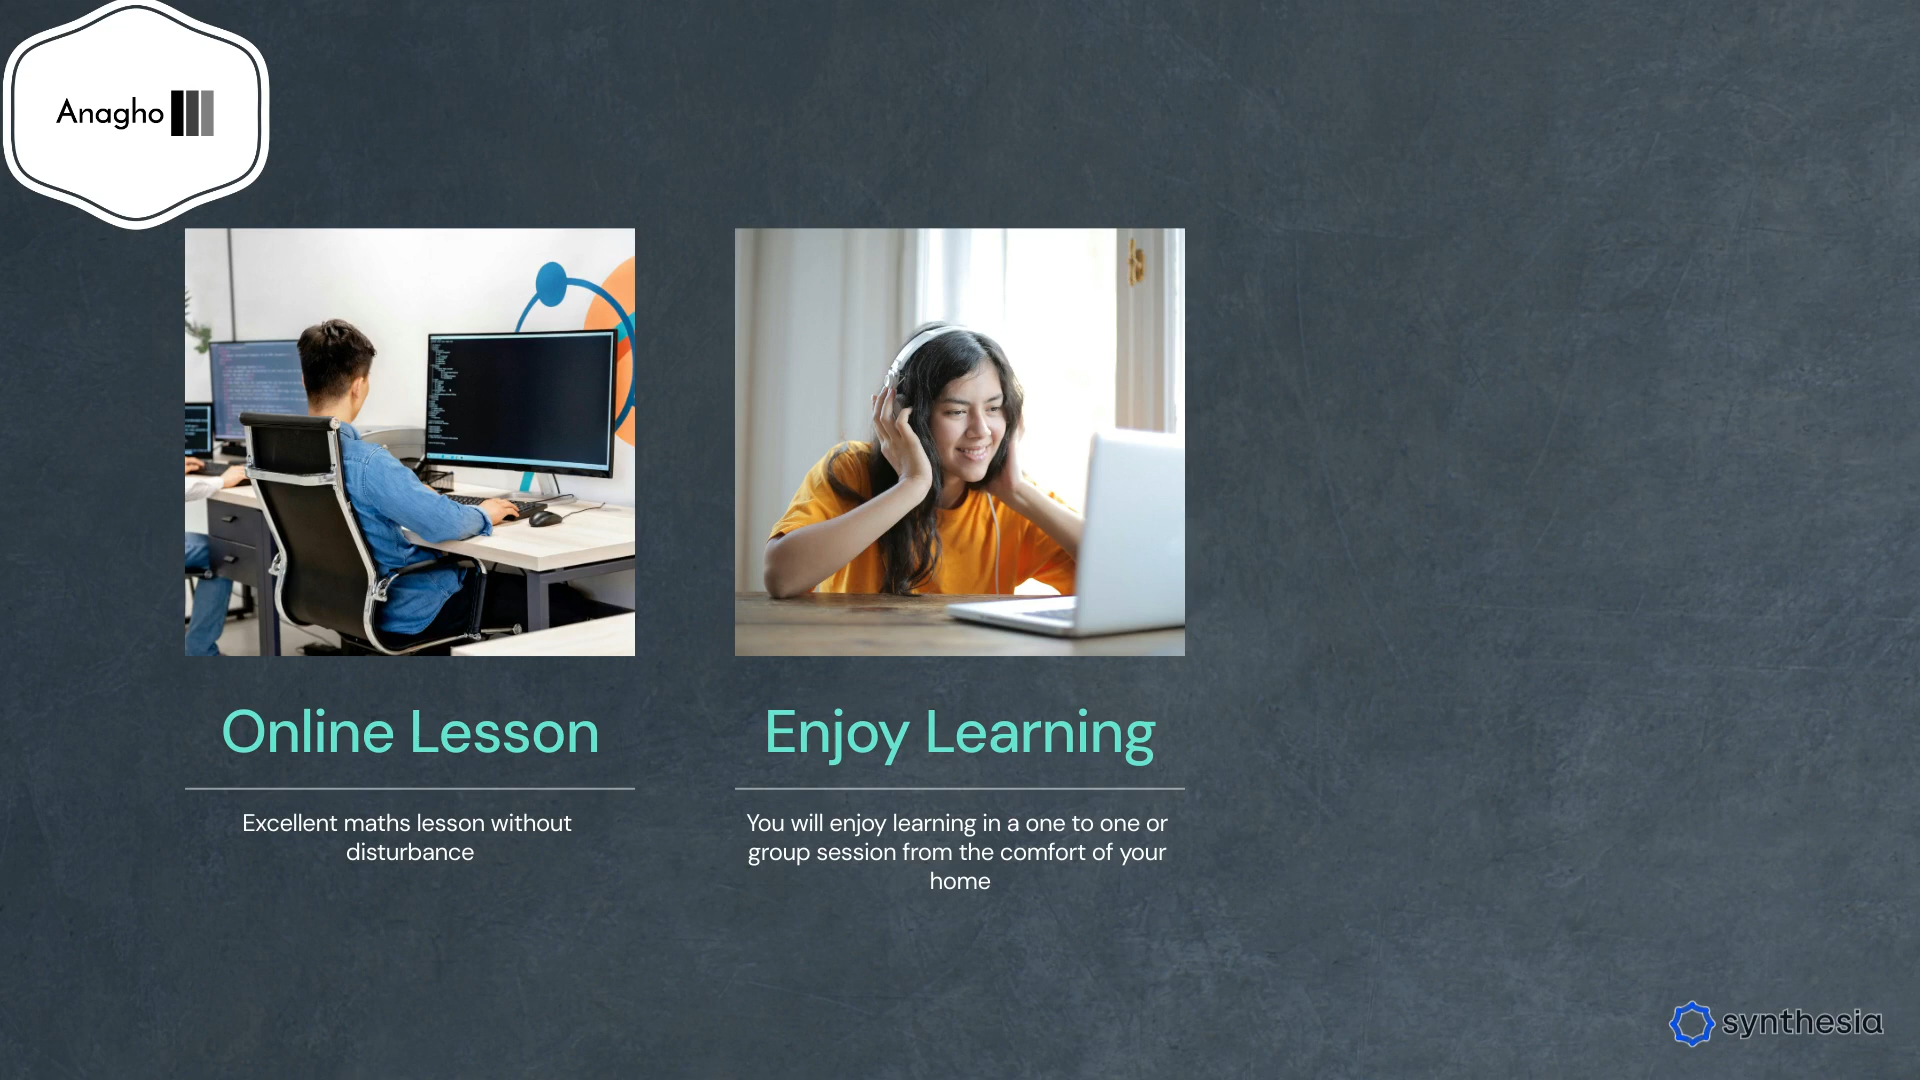 Anagho
Online Lesson
Excellent maths lesson without
disturbance
Enjoy Learning
You will enjoy learning in a one to one or
group session from the comfort of your
home
synthesia